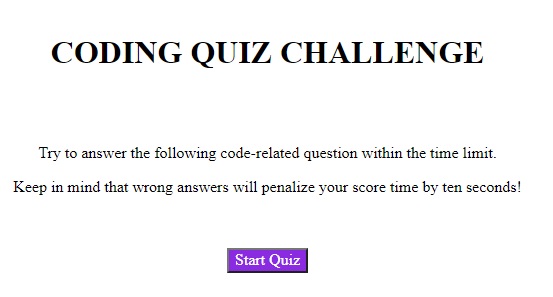 CODING QUIZ CHALLENGE
Try to answer the following code-related question within the time limit.
Keep in mind that wrong answers will penalize your score time by ten seconds!
Start Quiz